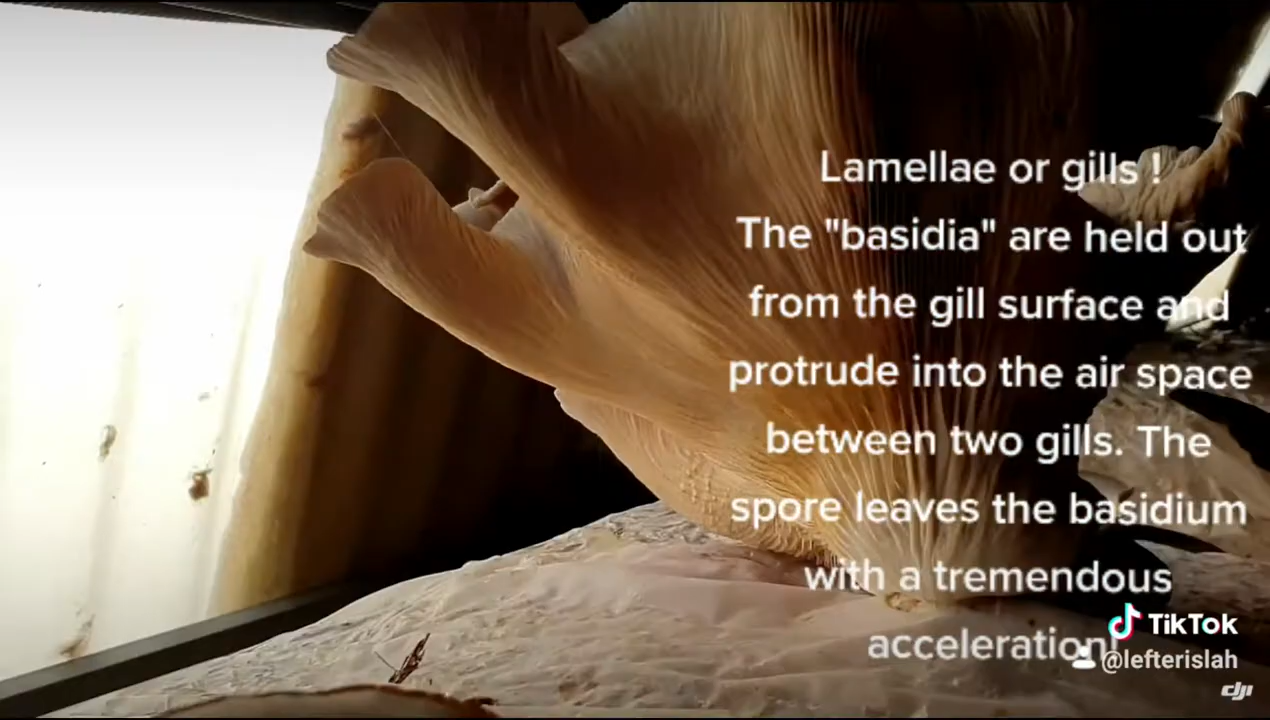 Lamellae or gills !
The "basidia" are held out
from the gill surface and
protrude into the air space
between two gills. The
spore leaves the basidium
with a tremendous
acceleration!
TikTok
@lefterislah
dji